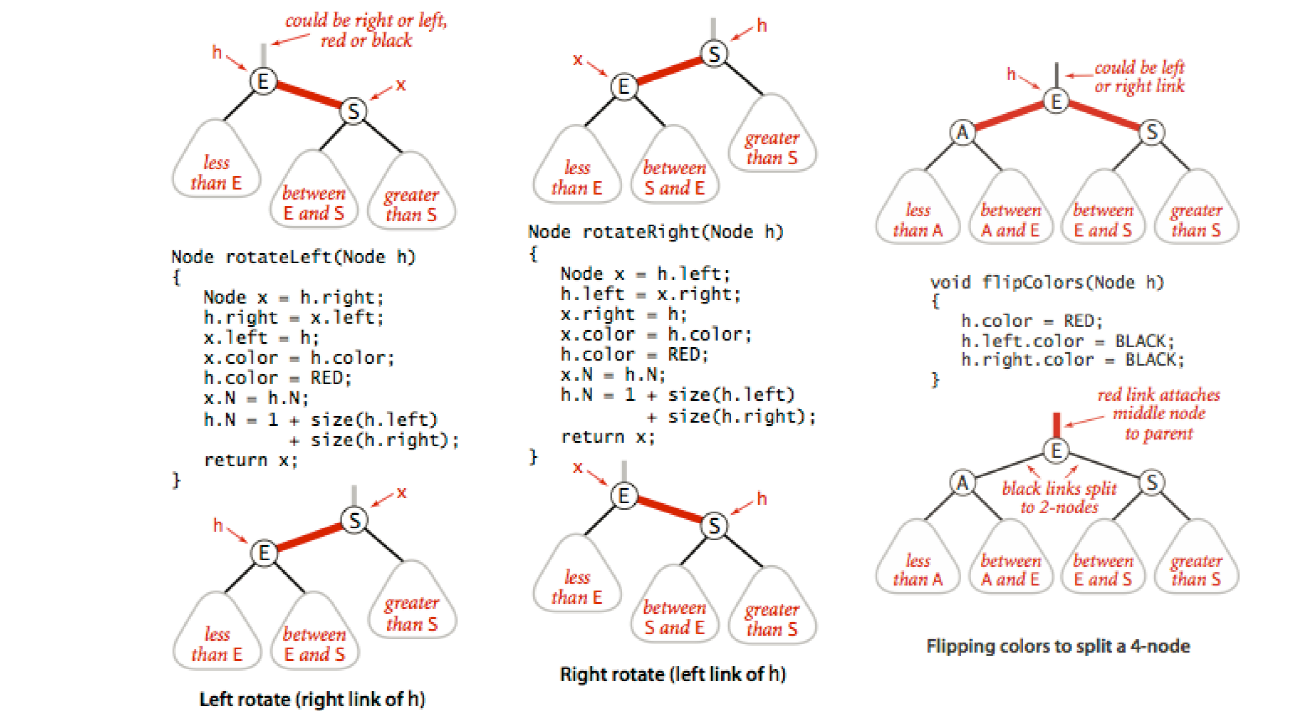 could be right or left,
red or black
h
E
x
S
less
than E
between
E and S
greater
than S
Node rotateLeft(Node h)
{
Node x = h.right;
h.right = x.left;
x.left = h;
x.color = h.color;
h.color = RED;
x.N = h.N;
h.N = 1 + size(h.left)
+ size(h.right);
return x;
}
x
h
S
E
less
than E
between
E and S
greater
than S
Left rotate (right link of h)
h
x
S
E
less
than E
between
S and E
greater
than S
Node rotateRight(Node h)
{
Node x = h.left;
h.left = x.right;
x.right = h;
x.color = h.color;
h.color = RED;
x.N = h.N;
h.N = 1 + size(h.left)
+ size(h.right);
return x;
}
x
E
h
S
less
than E
between
S and E
greater
than S
Right rotate (left link of h)
h
could be left
or right link
E
A
S
less
than A
between
A and E
between
E and S
greater
than S
void flipColors(Node h)
{
h.color = RED;
h.left.color = BLACK;
h.right.color = BLACK;
}
red link attaches
middle node
to parent
E
A
black links split
to 2-nodes
S
less
than A
between
A and E
between
E and S
greater
than S
Flipping colors to split a 4-node